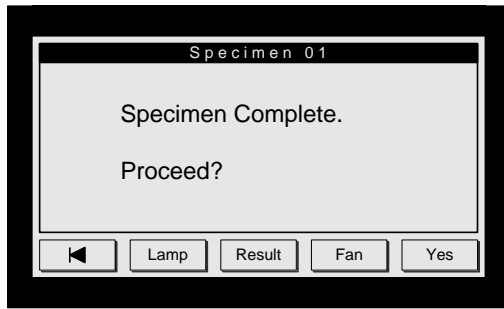 Specimen 01
Specimen Complete.
Proceed?
Lamp Result Fan Yes